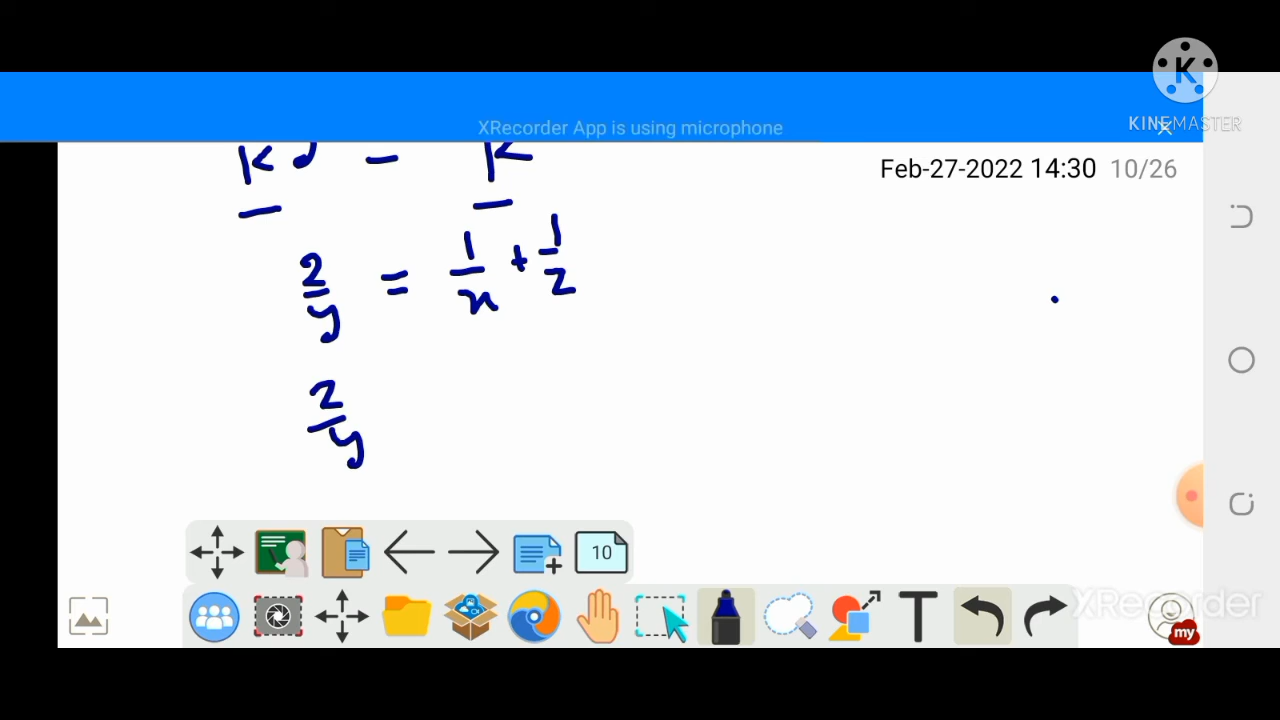 K
KINEMASTER
XRecorder App is using microphone
Feb-27-2022 14:30 10/26
K - K
2/y = 1/x + 1/z
2/y
10
T
XRecorder
my